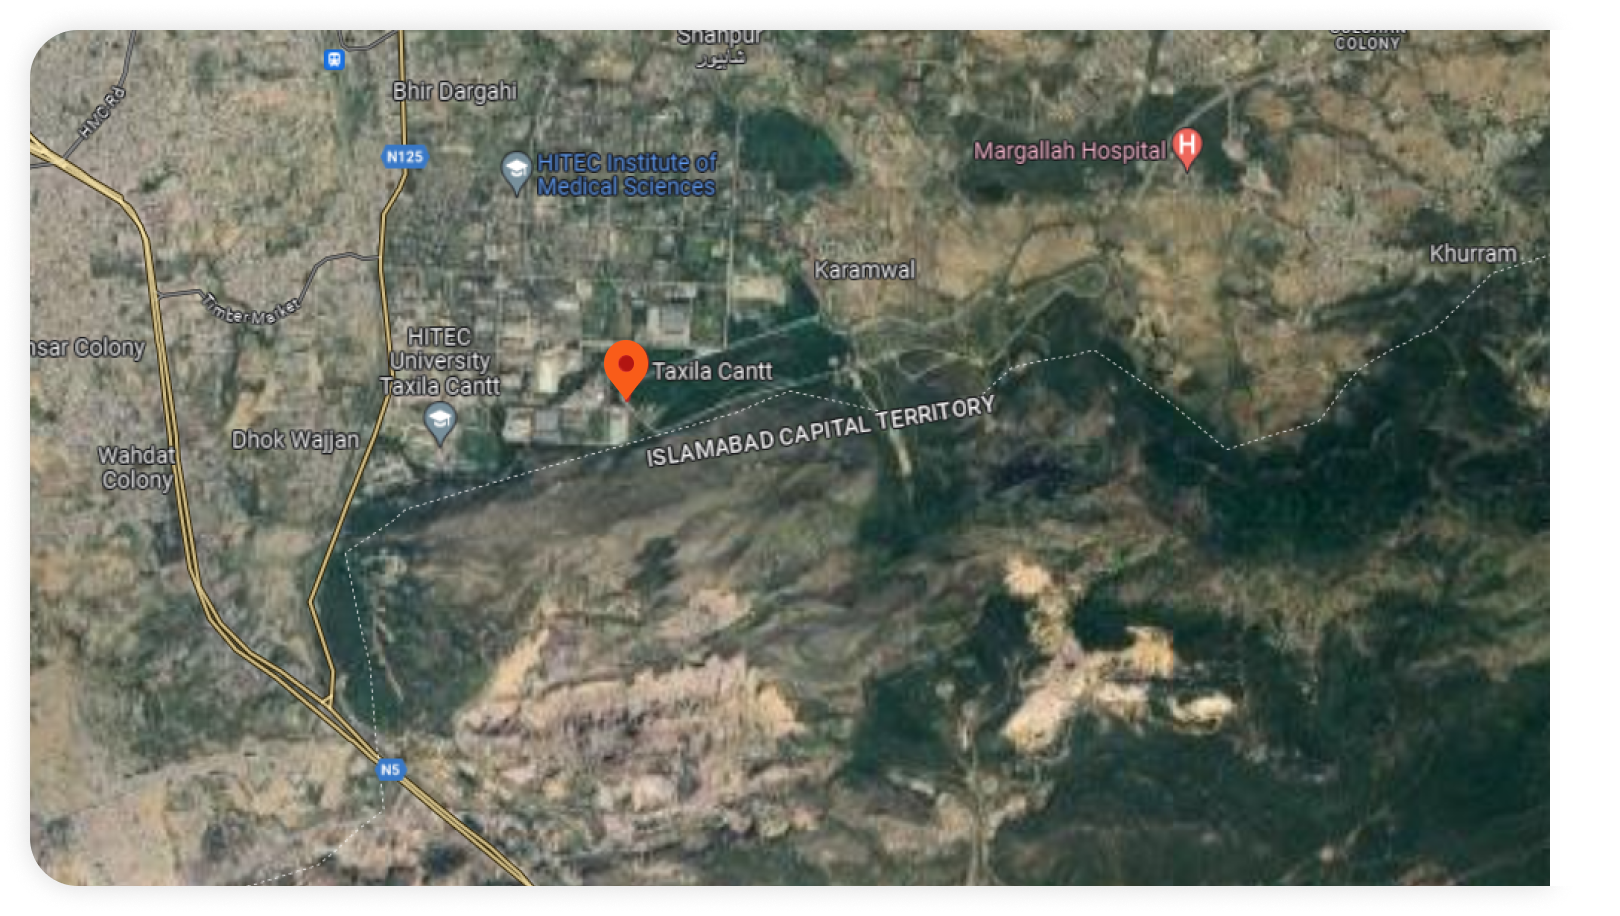 Shahpur
شاہپور
COLONY
Bhir Dargahi
HMC Rd
N125
HITEC Institute of
Medical Sciences
Margallah Hospital
H
Khurram
Karamwal
Timber Market
nsar Colony
HITEC
University
Taxila Cantt
Taxila Cantt
ISLAMABAD CAPITAL TERRITORY
Dhok Wajjan
Wahdat
Colony
N5